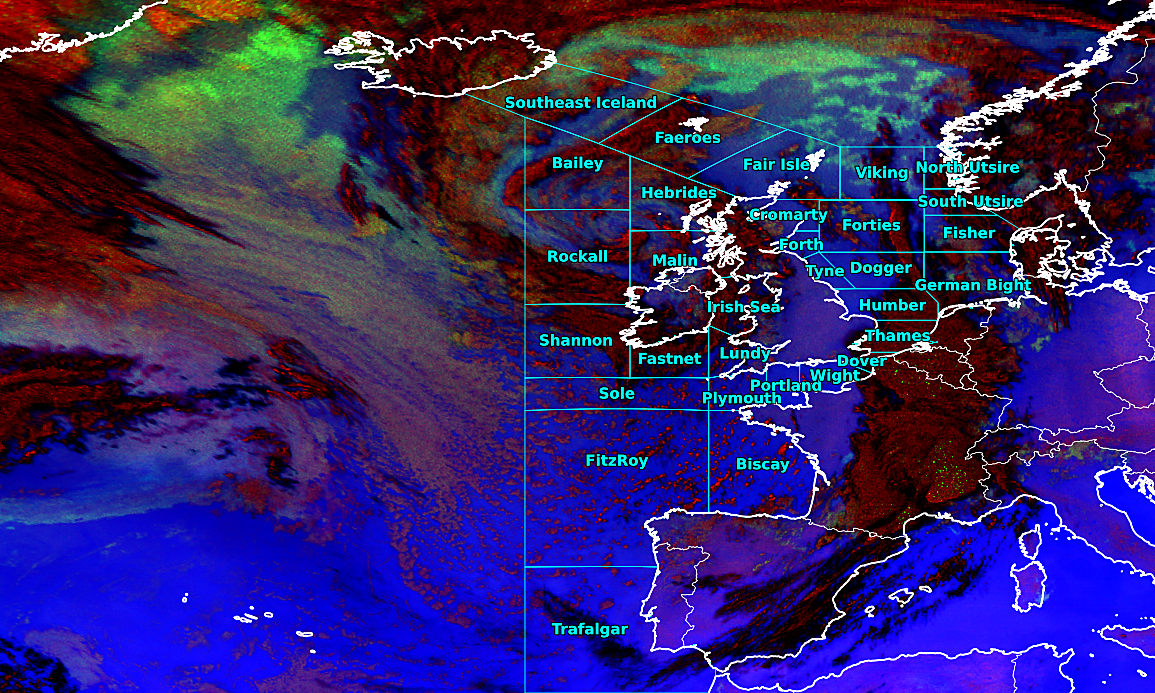 Southeast Iceland
Faeroes
Bailey
Fair Isle
Viking
North Utsire
Hebrides
South Utsire
Cromarty
Forties
Fisher
Forth
Rockall
Malin
Tyne
Dogger
German Bight
Irish Sea
Humber
Shannon
Thames
Fastnet
Lundy
Dover
Wight
Portland
Sole
Plymouth
FitzRoy
Biscay
Trafalgar